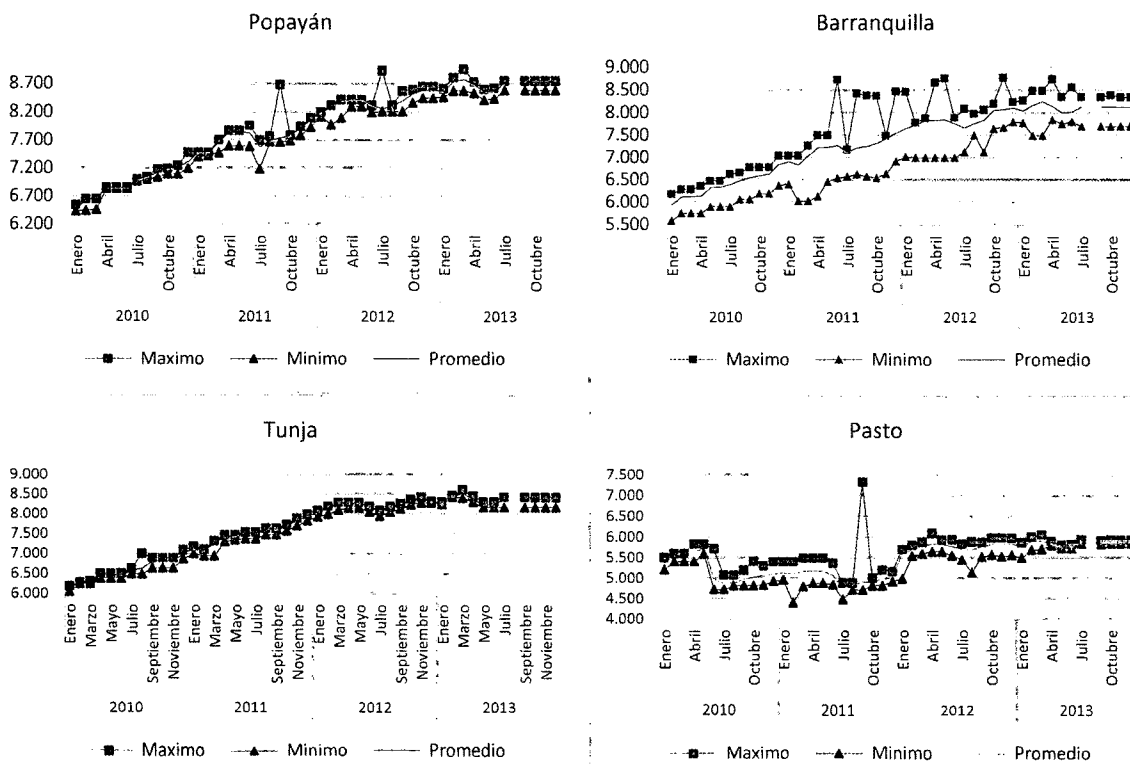 Popayán
8.700
8.200
7.700
7.200
6.700
6.200
Enero Abril Julio Octubre Enero Abril Julio Octubre Enero Abril Julio Octubre Enero Abril Julio Octubre
2010 2011 2012 2013
Maximo Minimo Promedio
Barranquilla
9.000
8.500
8.000
7.500
7.000
6.500
6.000
5.500
Enero Abril Julio Octubre Enero Abril Julio Octubre Enero Abril Julio Octubre Enero Abril Julio Octubre
2010 2011 2012 2013
Maximo Minimo Promedio
Tunja
9.000
8.500
8.000
7.500
7.000
6.500
6.000
Enero Marzo Mayo Julio Septiembre Noviembre Enero Marzo Mayo Julio Septiembre Noviembre Enero Marzo Mayo Julio Septiembre Noviembre Enero Marzo Mayo Julio Septiembre Noviembre
2010 2011 2012 2013
Maximo Minimo Promedio
Pasto
7.500
7.000
6.500
6.000
5.500
5.000
4.500
4.000
Enero Abril Julio Octubre Enero Abril Julio Octubre Enero Abril Julio Octubre Enero Abril Julio Octubre
2010 2011 2012 2013
Maximo Minimo Promedio